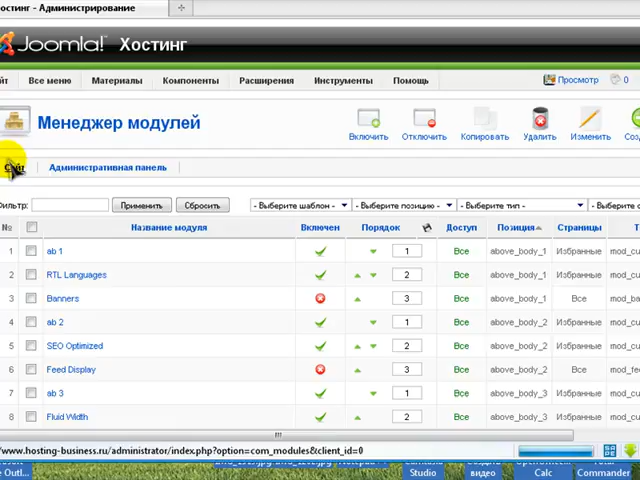 остинг - Администрирование
Joomla! Хостинг
йт Все меню Материалы Компоненты Расширения Инструменты Помощь Просмотр 0
Менеджер модулей
Включить Отключить Копировать Удалить Изменить Созд
Сайт Административная панель
Фильтр: Применить Сбросить - Выберите шаблон - - Выберите позицию - - Выберите тип -
№ Название модуля Включен Порядок Доступ Позиция Страницы Т
1 ab 1 1 Все above_body_1 Избранные mod_cu
2 RTL Languages 2 Все above_body_1 Избранные mod_cu
3 Banners 3 Все above_body_1 Все mod_ba
4 ab 2 1 Все above_body_2 Избранные mod_cu
5 SEO Optimized 2 Все above_body_2 Избранные mod_cu
6 Feed Display 3 Все above_body_2 Все mod_fe
7 ab 3 1 Все above_body_3 Избранные mod_cu
8 Fluid Width 2 Все above_body_3 Избранные mod_cu
/www.hosting-business.ru/administrator/index.php?option=com_modules&client_id=0
e Outl... Studio видео Calc Commander